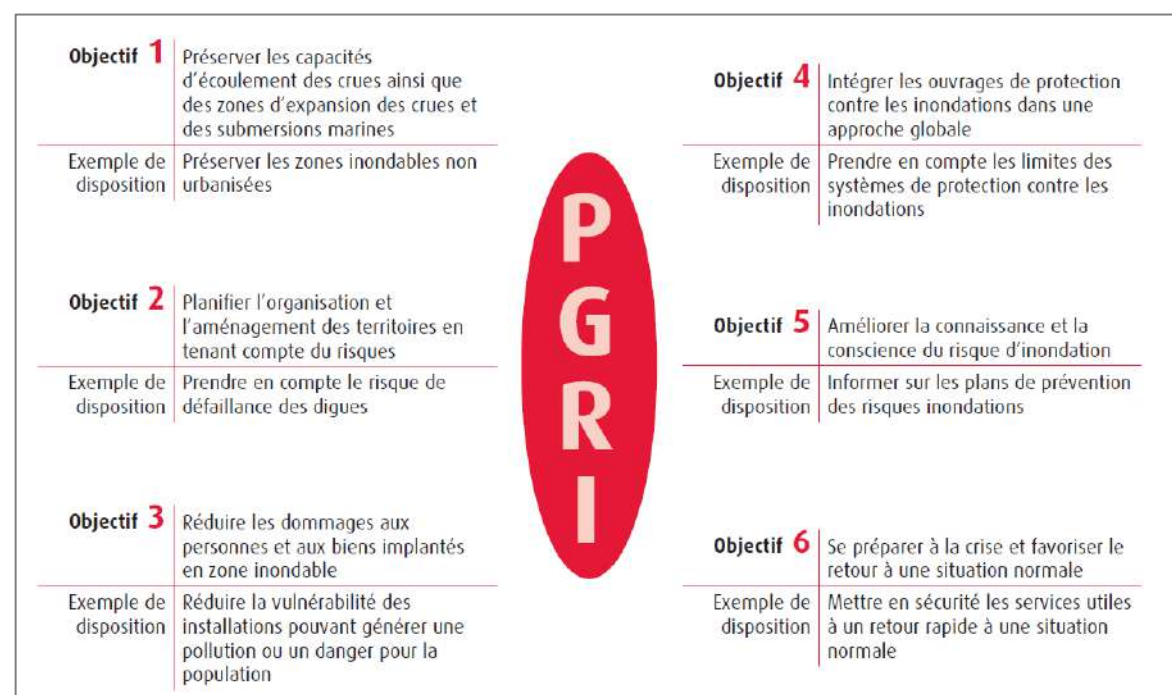 Objectif 1 Préserver les capacités
d'écoulement des crues ainsi que
des zones d'expansion des crues et
des submersions marines
Exemple de disposition Préserver les zones inondables non
urbanisées
Objectif 2 Planifier l'organisation et
l'aménagement des territoires en
tenant compte du risques
Exemple de disposition Prendre en compte le risque de
défaillance des digues
Objectif 3 Réduire les dommages aux
personnes et aux biens implantés
en zone inondable
Exemple de disposition Réduire la vulnérabilité des
installations pouvant générer une
pollution ou un danger pour la
population
P
G
R
I
Objectif 4 Intégrer les ouvrages de protection
contre les inondations dans une
approche globale
Exemple de disposition Prendre en compte les limites des
systèmes de protection contre les
inondations
Objectif 5 Améliorer la connaissance et la
conscience du risque d'inondation
Exemple de disposition Informer sur les plans de prévention
des risques inondations
Objectif 6 Se préparer à la crise et favoriser le
retour à une situation normale
Exemple de disposition Mettre en sécurité les services utiles
à un retour rapide à une situation
normale